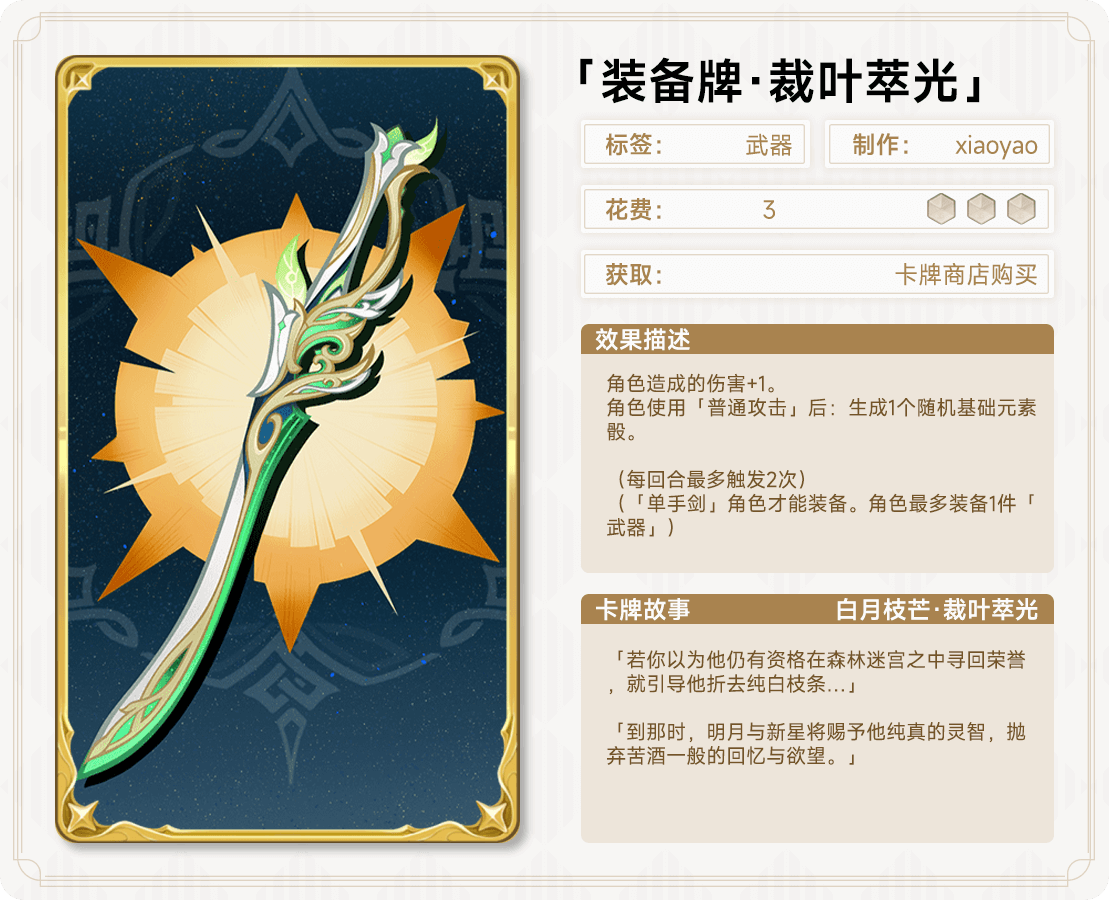 「装备牌·裁叶萃光」
标签： 武器
制作： xiaoyao
花费： 3
获取： 卡牌商店购买
效果描述
角色造成的伤害+1。
角色使用「普通攻击」后：生成1个随机基础元素
骰。
（每回合最多触发2次）
（「单手剑」角色才能装备。角色最多装备1件「
武器」）
卡牌故事 白月枝芒·裁叶萃光
「若你以为他仍有资格在森林迷宫之中寻回荣誉
，就引导他折去纯白枝条...」
「到那时，明月与新星将赐予他纯真的灵智，抛
弃苦酒一般的回忆与欲望。」